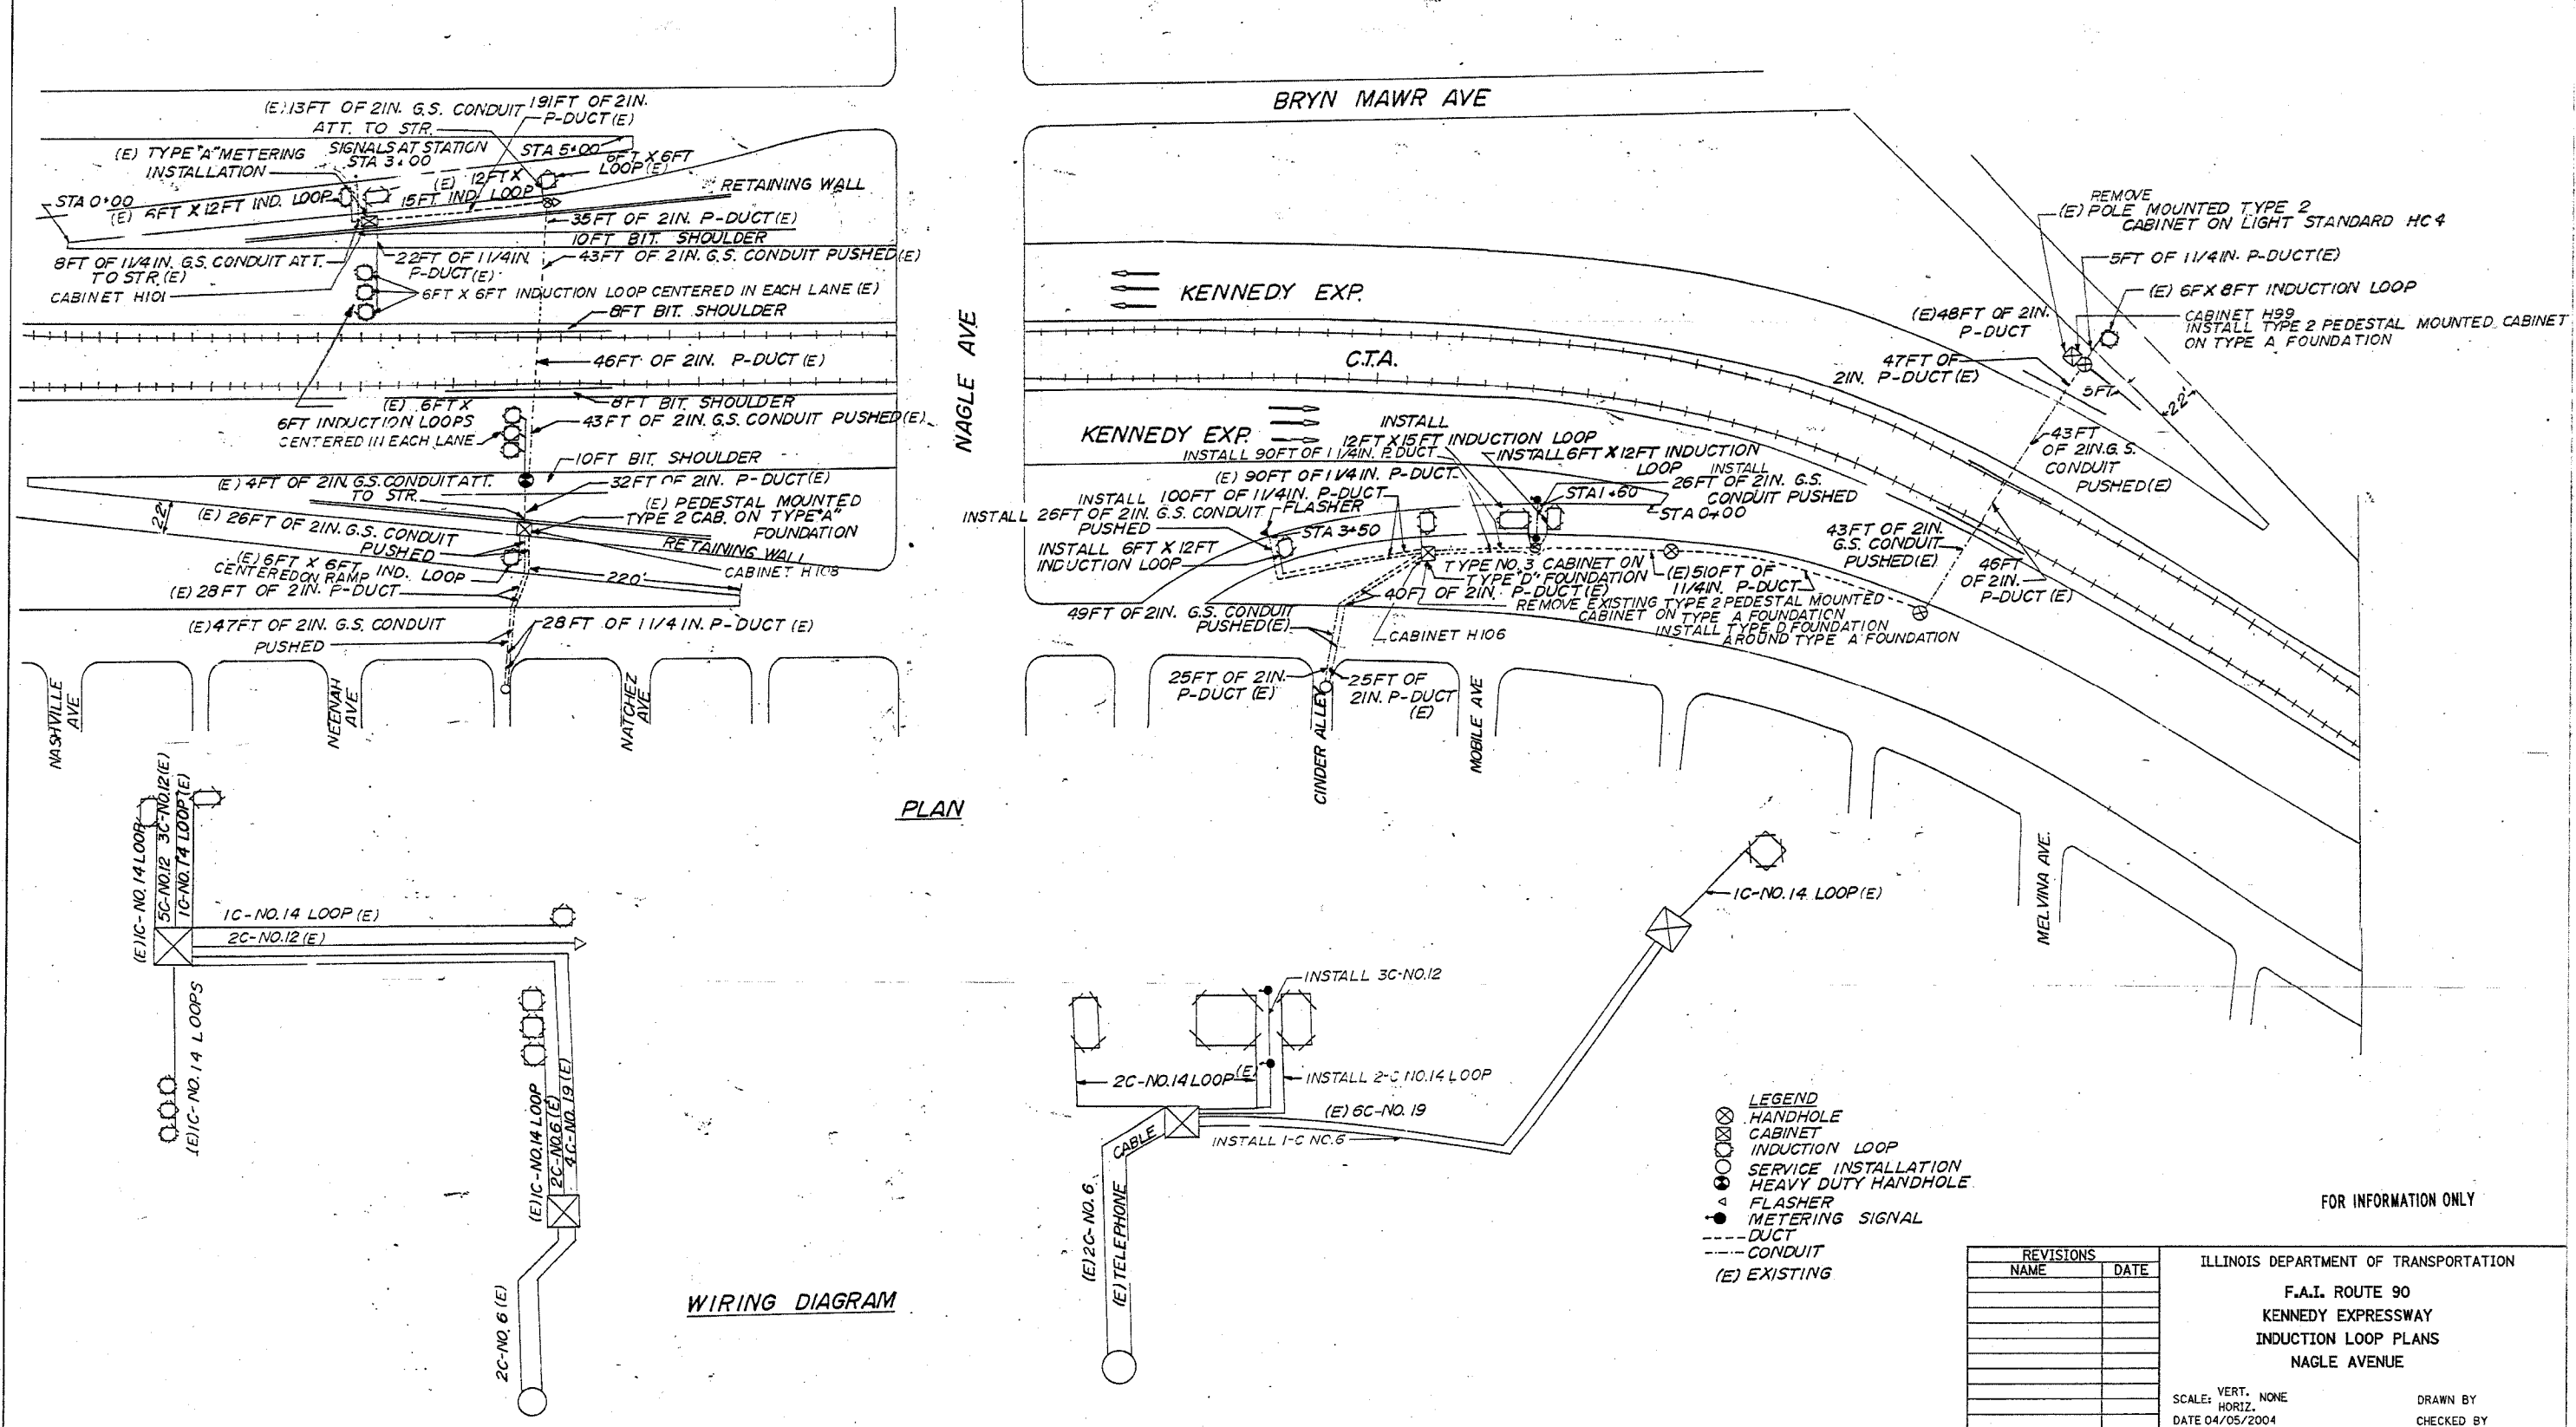 (E) 13FT OF 2IN. G.S. CONDUIT
ATT. TO STR.
191FT OF 2IN.
P-DUCT(E)
(E) TYPE "A" METERING
INSTALLATION
SIGNALS AT STATION
STA 3+00
STA 5+00
6FT X 6FT
LOOP(E)
STA 0+00
(E) 6FT X 12FT IND. LOOP
(E) 12FT X
15FT IND. LOOP
RETAINING WALL
35FT OF 2IN. P-DUCT(E)
10FT BIT. SHOULDER
8FT OF 1 1/4 IN. G.S. CONDUIT ATT.
TO STR.(E)
22FT OF 1 1/4 IN.
P-DUCT(E)
43FT OF 2IN. G.S. CONDUIT PUSHED(E)
CABINET H101
6FT X 6FT INDUCTION LOOP CENTERED IN EACH LANE (E)
8FT BIT. SHOULDER
46FT OF 2IN. P-DUCT (E)
8FT BIT. SHOULDER
(E) 6FT X
6FT INDUCTION LOOPS
CENTERED IN EACH LANE
43FT OF 2IN. G.S. CONDUIT PUSHED(E)
10FT BIT. SHOULDER
(E) 4FT OF 2IN. G.S. CONDUIT ATT.
TO STR.
32FT OF 2IN. P-DUCT(E)
(E) PEDESTAL MOUNTED
TYPE 2 CAB. ON TYPE "A"
FOUNDATION
22'
(E) 26FT OF 2IN. G.S. CONDUIT
PUSHED
RETAINING WALL
(E) 6FT X 6FT IND. LOOP
CENTERED ON RAMP
220'
CABINET H108
(E) 28FT OF 2IN. P-DUCT
(E) 47FT OF 2IN. G.S. CONDUIT
PUSHED
28FT OF 1 1/4 IN. P-DUCT (E)
NASHVILLE
AVE
NEENAH
AVE
NATCHEZ
AVE
NAGLE AVE
BRYN MAWR AVE
KENNEDY EXP.
C.T.A.
KENNEDY EXP.
INSTALL
12FT X 15FT INDUCTION LOOP
INSTALL 90FT OF 1 1/4IN. P.DUCT
INSTALL 6FT X 12FT INDUCTION
LOOP
(E) 90FT OF 1 1/4 IN. P-DUCT
INSTALL
26FT OF 2IN. G.S.
CONDUIT PUSHED
INSTALL 100FT OF 1 1/4 IN. P-DUCT
STA 1+60
STA 0+00
INSTALL 26FT OF 2IN. G.S. CONDUIT
PUSHED
FLASHER
STA 3+50
INSTALL 6FT X 12FT
INDUCTION LOOP
TYPE NO. 3 CABINET ON
TYPE "D" FOUNDATION
(E) 510FT OF
1 1/4IN. P-DUCT
40FT OF 2IN. P-DUCT(E)
REMOVE EXISTING TYPE 2 PEDESTAL MOUNTED
CABINET ON TYPE A FOUNDATION
INSTALL TYPE D FOUNDATION
AROUND TYPE A FOUNDATION
49FT OF 2IN. G.S. CONDUIT
PUSHED(E)
CABINET H106
25FT OF 2IN.
P-DUCT (E)
25FT OF
2IN. P-DUCT
(E)
CINDER ALLEY
MOBILE AVE
MELVINA AVE.
REMOVE
(E) POLE MOUNTED TYPE 2
CABINET ON LIGHT STANDARD HC 4
5FT OF 1 1/4 IN. P-DUCT(E)
(E) 6FX 8FT INDUCTION LOOP
(E) 48FT OF 2IN.
P-DUCT
CABINET H99
INSTALL TYPE 2 PEDESTAL MOUNTED CABINET
ON TYPE A FOUNDATION
47FT OF
2IN. P-DUCT (E)
5FT
22'
43FT
OF 2IN. G.S.
CONDUIT
PUSHED(E)
43FT OF 2IN.
G.S. CONDUIT
PUSHED(E)
46FT
OF 2IN.
P-DUCT (E)
PLAN
(E) 1C-NO. 14 LOOP
5C-NO.12 3C-NO.12(E)
1C-NO. 14 LOOP(E)
1C-NO. 14 LOOP (E)
2C-NO.12 (E)
(E) 1C-NO. 14 LOOPS
(E) 1C-NO. 14 LOOP
2C-NO.6 (E)
4C-NO. 19 (E)
2C-NO. 6 (E)
WIRING DIAGRAM
INSTALL 3C-NO.12
2C-NO. 14 LOOP (E)
INSTALL 2-C NO. 14 LOOP
(E) 6C-NO. 19
INSTALL 1-C NO. 6
CABLE
(E) 2C-NO. 6
(E) TELEPHONE
1C-NO. 14 LOOP (E)
LEGEND
HANDHOLE
CABINET
INDUCTION LOOP
SERVICE INSTALLATION
HEAVY DUTY HANDHOLE
FLASHER
METERING SIGNAL
DUCT
CONDUIT
(E) EXISTING
FOR INFORMATION ONLY
REVISIONS
NAME DATE
ILLINOIS DEPARTMENT OF TRANSPORTATION
F.A.I. ROUTE 90
KENNEDY EXPRESSWAY
INDUCTION LOOP PLANS
NAGLE AVENUE
SCALE: VERT. NONE
HORIZ.
DATE 04/05/2004
DRAWN BY
CHECKED BY